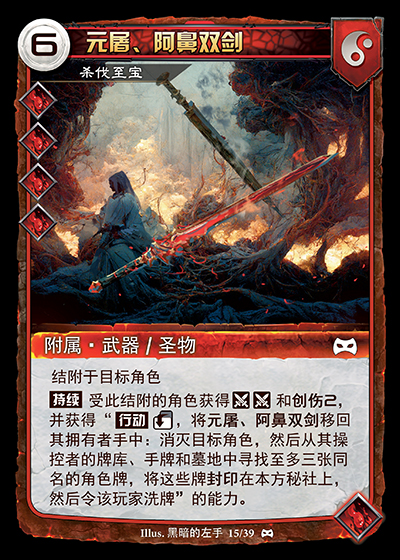 6
元屠、阿鼻双剑
杀伐至宝
附属·武器 / 圣物
结附于目标角色
持续 受此结附的角色获得 和创伤2，
并获得“行动 ，将元屠、阿鼻双剑移回
其拥有者手中：消灭目标角色，然后从其操
控者的牌库、手牌和墓地中寻找至多三张同
名的角色牌，将这些牌封印在本方秘社上，
然后令该玩家洗牌”的能力。
Illus. 黑暗的左手 15/39